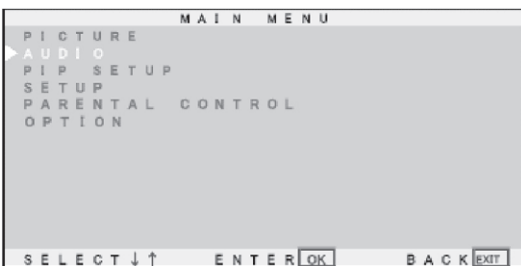 MAIN MENU
PICTURE
AUDIO
PIP SETUP
SETUP
PARENTAL CONTROL
OPTION
SELECT↓↑ ENTER OK BACK EXIT